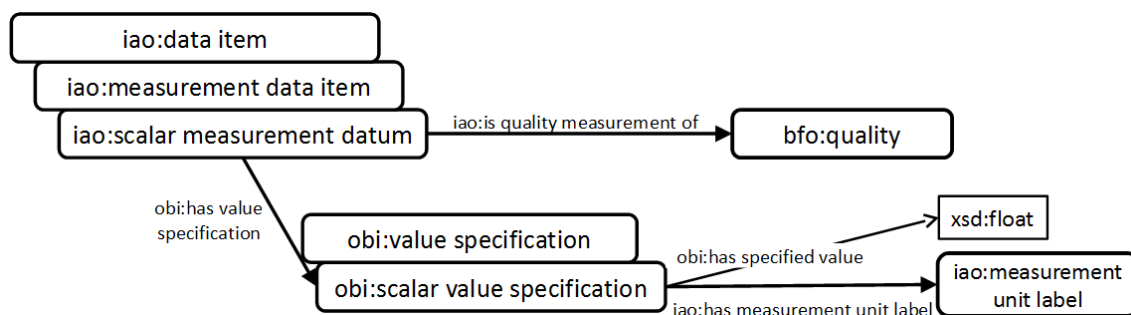 iao:data item
iao:measurement data item
iao:scalar measurement datum
iao:is quality measurement of
bfo:quality
obi:has value
specification
obi:value specification
obi:scalar value specification
obi:has specified value
xsd:float
iao:has measurement unit label
iao:measurement
unit label